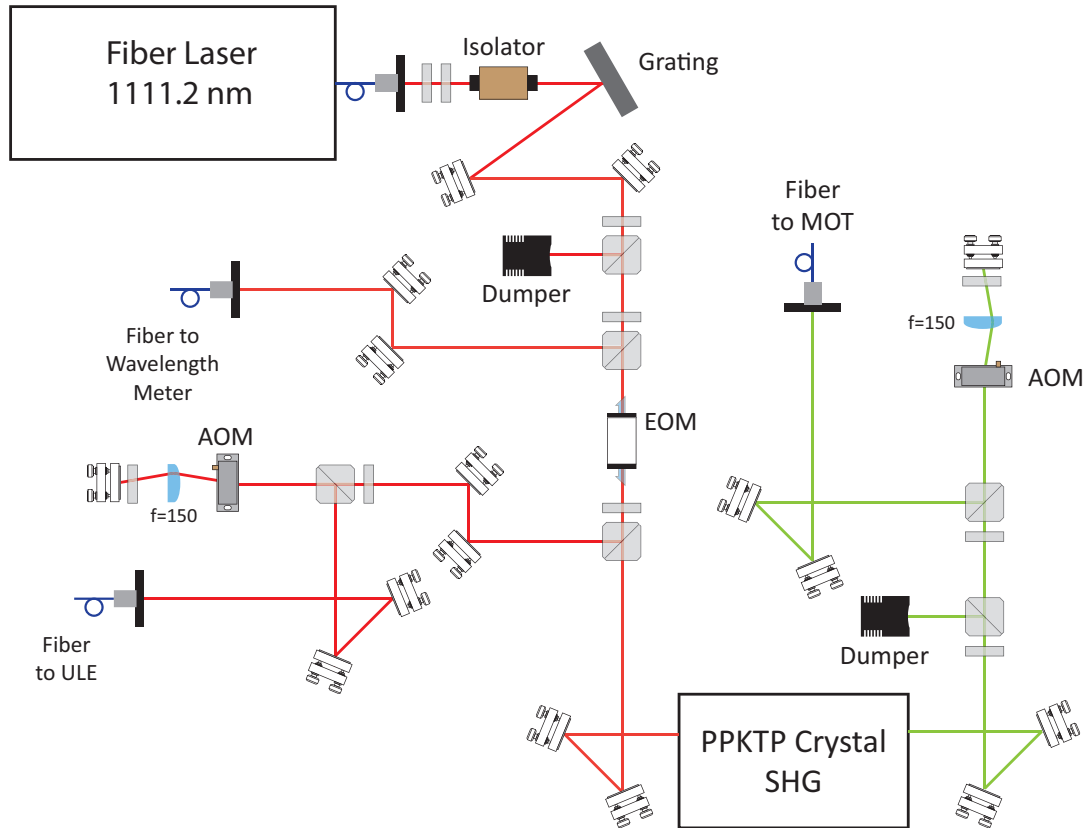 Fiber Laser
1111.2 nm
Isolator
Grating
Fiber
to MOT
Dumper
f=150
Fiber to
Wavelength
Meter
AOM
EOM
AOM
f=150
Fiber
to ULE
Dumper
PPKTP Crystal
SHG